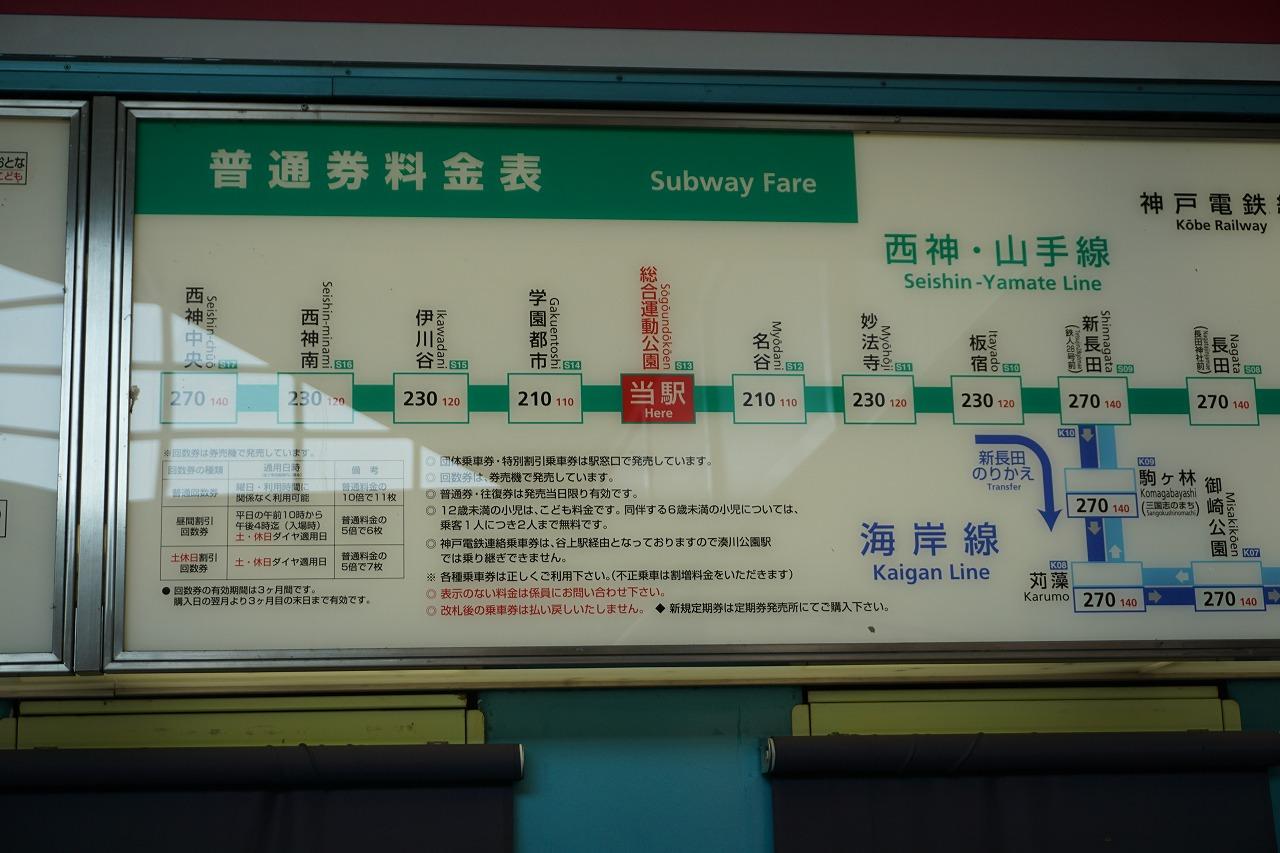 おとな
こども
普通券料金表 Subway Fare
神戸電鉄
Kōbe Railway
西神・山手線
Seishin-Yamate Line
西神中央 Seishin-chūō S17
270 140
西神南 Seishin-minami S16
230 120
伊川谷 Ikawadani S15
230 120
学園都市 Gakuentoshi S14
210 110
総合運動公園 Sōgōundōkōen S13
当駅
Here
名谷 Myōdani S12
210 110
妙法寺 Myōhōji S11
230 120
板宿 Itayado S10
230 120
新長田 (鉄人28号前) Shinnagata S09
270 140
長田 (長田神社前) Nagata S08
270 140
※回数券は券売機で発売しています。
回数券の種類 適用日時 備考
普通回数券 曜日・利用時間に
関係なく利用可能 普通料金の
10倍で11枚
昼間割引
回数券 平日の午前10時から
午後4時迄（入場時）
土・休日ダイヤ適用日 普通料金の
5倍で6枚
土休日割引
回数券 土・休日ダイヤ適用日 普通料金の
5倍で7枚
● 回数券の有効期間は3ヶ月間です。
購入日の翌月より3ヶ月目の末日まで有効です。
◎ 団体乗車券・特別割引乗車券は駅窓口で発売しています。
◎ 回数券は、券売機で発売しています。
◎ 普通券・往復券は発売当日限り有効です。
◎ 12歳未満の小児は、こども料金です。同伴する6歳未満の小児については、
乗客1人につき2人まで無料です。
◎ 神戸電鉄連絡乗車券は、谷上駅経由となっておりますので湊川公園駅
では乗り継ぎできません。
※ 各種乗車券は正しくご利用下さい。（不正乗車は割増料金をいただきます）
◎ 表示のない料金は係員にお問い合わせ下さい。
◎ 改札後の乗車券は払い戻しいたしません。 ◆ 新規定期券は定期券発売所にてご購入下さい。
新長田
のりかえ
Transfer
海岸線
Kaigan Line
K10
K09
駒ヶ林
Komagabayashi
(三国志のまち)
(Sangokushinomachi)
270 140
御崎公園 Misakikōen K07
270 140
K08
苅藻
Karumo
270 140